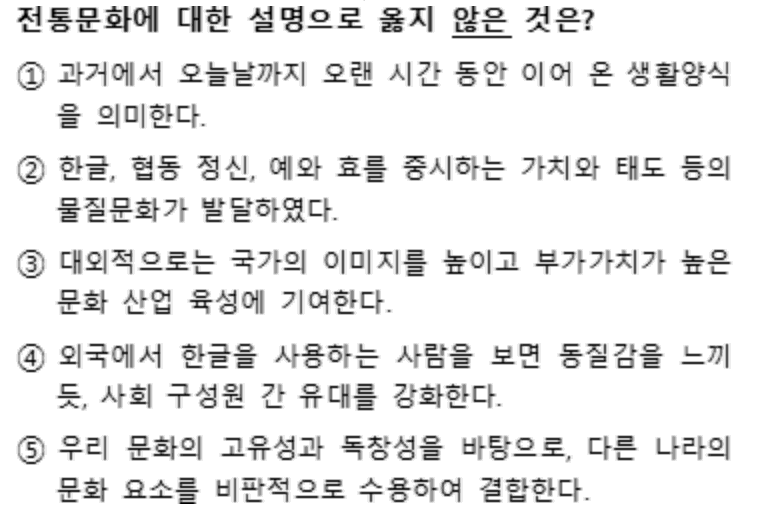 전통문화에 대한 설명으로 옳지 않은 것은?
① 과거에서 오늘날까지 오랜 시간 동안 이어 온 생활양식
을 의미한다.
② 한글, 협동 정신, 예와 효를 중시하는 가치와 태도 등의
물질문화가 발달하였다.
③ 대외적으로는 국가의 이미지를 높이고 부가가치가 높은
문화 산업 육성에 기여한다.
④ 외국에서 한글을 사용하는 사람을 보면 동질감을 느끼
듯, 사회 구성원 간 유대를 강화한다.
⑤ 우리 문화의 고유성과 독창성을 바탕으로, 다른 나라의
문화 요소를 비판적으로 수용하여 결합한다.